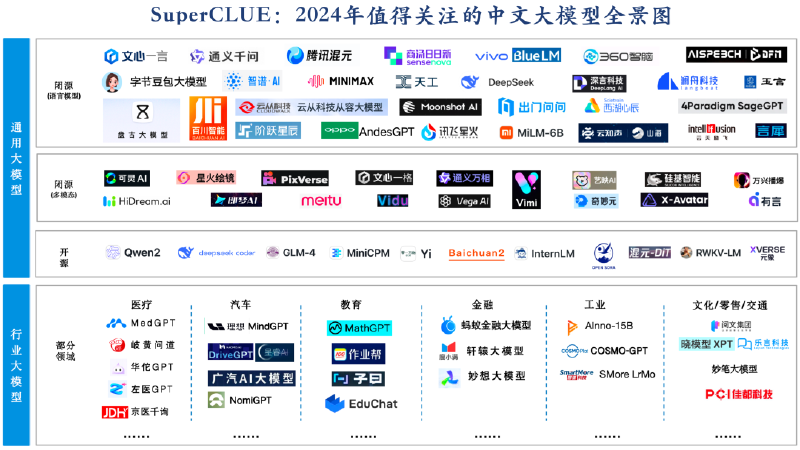 SuperCLUE：2024年值得关注的中文大模型全景图
通用大模型
闭源
(语言模型)
文心一言 通义千问 腾讯混元 商汤日日新 sensenova vivo BlueLM 360智脑 AISPEECH DFM
字节豆包大模型 智谱·AI MINIMAX 天工 DeepSeek 深言科技 DeepLang AI 澜舟科技 langboat 玉言
盘古大模型 百川智能 BAICHUAN AI 云从科技 CLOUDWALK 云从科技从容大模型 Moonshot AI 出门问问 西湖心辰 4Paradigm SageGPT
阶跃星辰 oppo AndesGPT 讯飞星火 MiLM-6B 云知声 山海 intellifusion 云天励飞 言犀
闭源
(多模态)
可灵AI 星火绘镜 PixVerse 文心一格 通义万相 Vimi 艺映AI 硅基智能 万兴播爆
HiDream.ai 即梦AI meitu Vidu Vega AI 奇妙元 X-Avatar 有言
开源
Qwen2 deepseek coder GLM-4 MiniCPM Yi Baichuan2 InternLM OPEN SORA 混元-DiT RWKV-LM XVERSE 元象
行业大模型
部分
领域
医疗 汽车 教育 金融 工业 文化/零售/交通
MedGPT
岐黄问道
华佗GPT
左医GPT
JDH 京医千询
......
理想 MindGPT
DriveGPT
广汽AI大模型
NomiGPT
......
MathGPT
作业帮
子曰
EduChat
......
蚂蚁金融大模型
度小满 轩辕大模型
妙想大模型
......
AInno-15B
COSMOPlat COSMO-GPT
SmartMore SMore LrMo
......
阅文集团
晓模型 XPT 乐言科技
妙笔大模型
PCI佳都科技
......